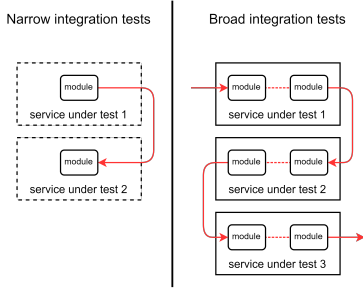 Narrow integration tests
module
service under test 1
module
service under test 2
Broad integration tests
module module
service under test 1
module module
service under test 2
module module
service under test 3